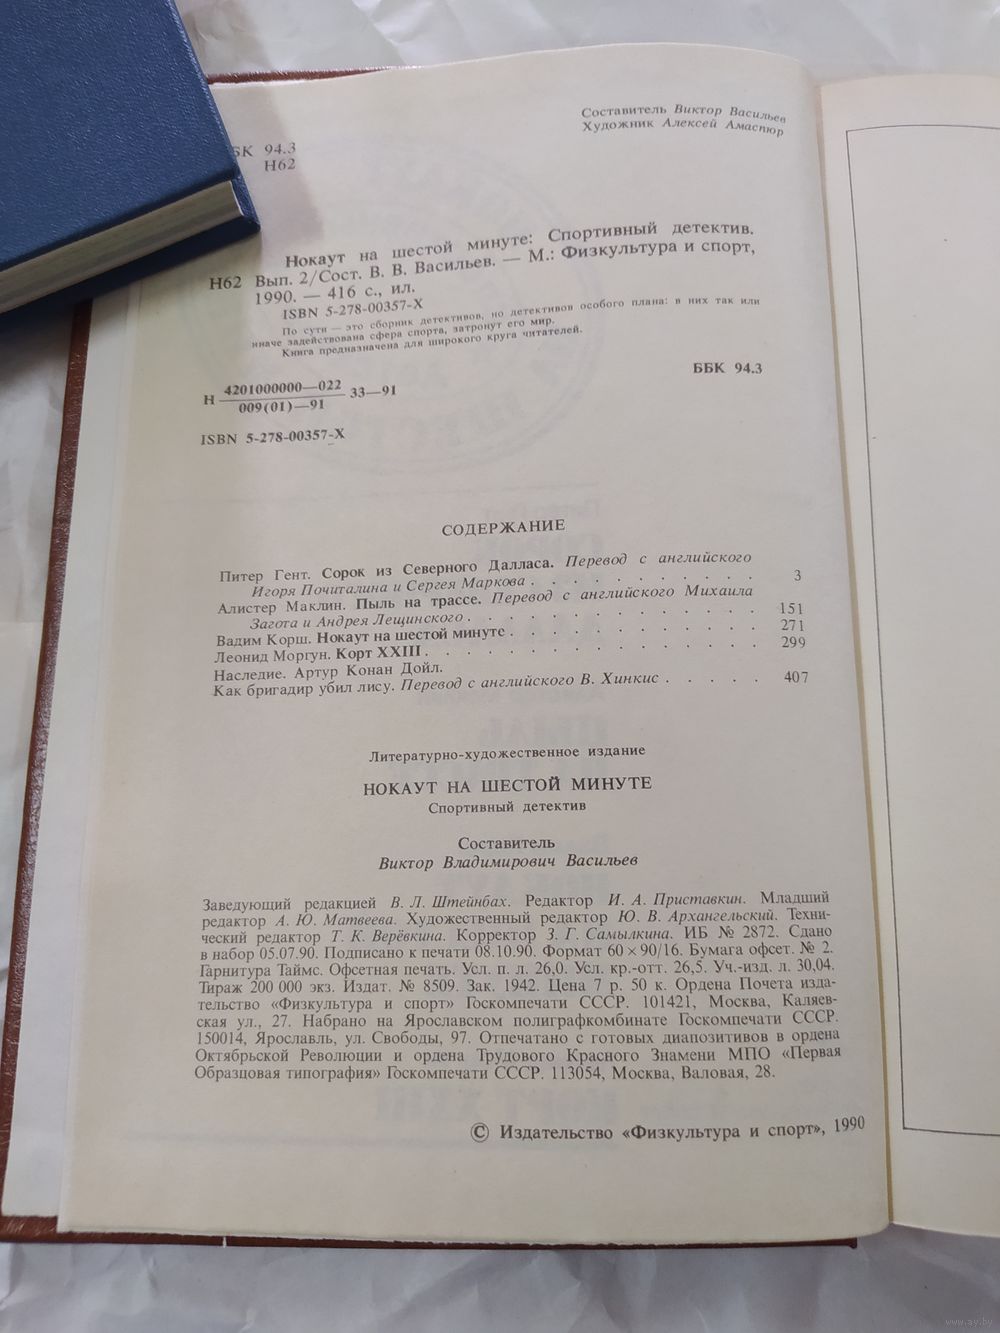 Составитель Виктор Васильев
Художник Алексей Амастюр
БК 94.3
Н62
Нокаут на шестой минуте: Спортивный детектив.
Н62 Вып. 2/Сост. В. В. Васильев. — М.: Физкультура и спорт,
1990. — 416 с., ил.
ISBN 5-278-00357-X
По сути — это сборник детективов, но детективов особого плана: в них так или
иначе задействована сфера спорта, затронут его мир.
Книга предназначена для широкого круга читателей.
ББК 94.3
Н 4201000000—022 33—91
009(01)—91
ISBN 5-278-00357-X
СОДЕРЖАНИЕ
Питер Гент. Сорок из Северного Далласа. Перевод с английского
Игоря Почиталина и Сергея Маркова . . . . . . . . . . . 3
Алистер Маклин. Пыль на трассе. Перевод с английского Михаила
Загота и Андрея Лещинского . . . . . . . . . . . . . . 151
Вадим Корш. Нокаут на шестой минуте . . . . . . . . . . . 271
Леонид Моргун. Корт XXIII . . . . . . . . . . . . . . . . 299
Наследие. Артур Конан Дойл.
Как бригадир убил лису. Перевод с английского В. Хинкис . . . . . 407
Литературно-художественное издание
НОКАУТ НА ШЕСТОЙ МИНУТЕ
Спортивный детектив
Составитель
Виктор Владимирович Васильев
Заведующий редакцией В. Л. Штейнбах. Редактор И. А. Приставкин. Младший
редактор А. Ю. Матвеева. Художественный редактор Ю. В. Архангельский. Техни-
ческий редактор Т. К. Верёвкина. Корректор З. Г. Самылкина. ИБ № 2872. Сдано
в набор 05.07.90. Подписано к печати 08.10.90. Формат 60×90/16. Бумага офсет. № 2.
Гарнитура Таймс. Офсетная печать. Усл. п. л. 26,0. Усл. кр.-отт. 26,5. Уч.-изд. л. 30,04.
Тираж 200 000 экз. Издат. № 8509. Зак. 1942. Цена 7 р. 50 к. Ордена Почета изда-
тельство «Физкультура и спорт» Госкомпечати СССР. 101421, Москва, Каляев-
ская ул., 27. Набрано на Ярославском полиграфкомбинате Госкомпечати СССР.
150014, Ярославль, ул. Свободы, 97. Отпечатано с готовых диапозитивов в ордена
Октябрьской Революции и ордена Трудового Красного Знамени МПО «Первая
Образцовая типография» Госкомпечати СССР. 113054, Москва, Валовая, 28.
© Издательство «Физкультура и спорт», 1990
www.ay.by